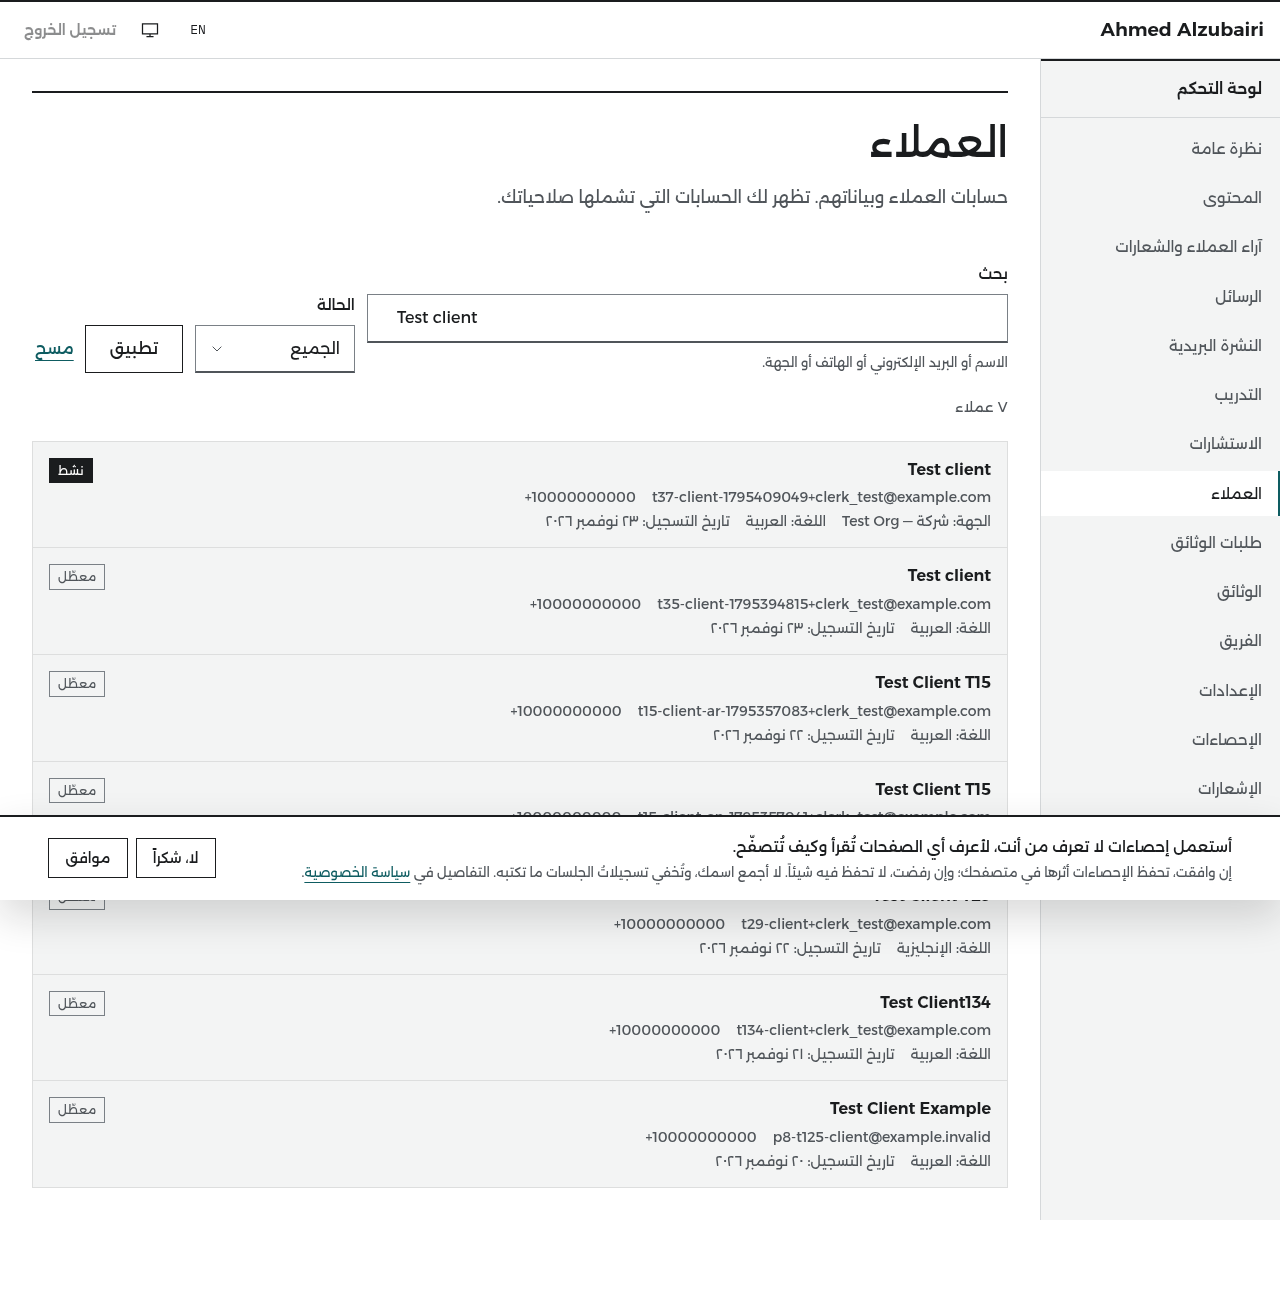 Ahmed Alzubairi
EN
تسجيل الخروج
لوحة التحكم
نظرة عامة
المحتوى
آراء العملاء والشعارات
الرسائل
النشرة البريدية
التدريب
الاستشارات
العملاء
طلبات الوثائق
الوثائق
الفريق
الإعدادات
الإحصاءات
الإشعارات
العملاء
حسابات العملاء وبياناتهم. تظهر لك الحسابات التي تشملها صلاحياتك.
بحث
Test client
الاسم أو البريد الإلكتروني أو الهاتف أو الجهة.
الحالة
الجميع
تطبيق
مسح
٧ عملاء
Test client
نشط
t37-client-1795409049+clerk_test@example.com +10000000000
الجهة: شركة — Test Org اللغة: العربية تاريخ التسجيل: ٢٣ نوفمبر ٢٠٢٦
Test client
معطّل
t35-client-1795394815+clerk_test@example.com +10000000000
اللغة: العربية تاريخ التسجيل: ٢٣ نوفمبر ٢٠٢٦
Test Client T15
معطّل
t15-client-ar-1795357083+clerk_test@example.com +10000000000
اللغة: العربية تاريخ التسجيل: ٢٢ نوفمبر ٢٠٢٦
Test Client T15
معطّل
أستعمل إحصاءات لا تعرف من أنت، لأعرف أي الصفحات تُقرأ وكيف تُتصفّح.
إن وافقت، تحفظ الإحصاءات أثرها في متصفحك؛ وإن رفضت، لا تحفظ فيه شيئاً. لا أجمع اسمك، وتُخفي تسجيلاتُ الجلسات ما تكتبه. التفاصيل في سياسة الخصوصية.
لا، شكراً
موافق
t29-client+clerk_test@example.com +10000000000
اللغة: الإنجليزية تاريخ التسجيل: ٢٢ نوفمبر ٢٠٢٦
Test Client134
معطّل
t134-client+clerk_test@example.com +10000000000
اللغة: العربية تاريخ التسجيل: ٢١ نوفمبر ٢٠٢٦
Test Client Example
معطّل
p8-t125-client@example.invalid +10000000000
اللغة: العربية تاريخ التسجيل: ٢٠ نوفمبر ٢٠٢٦